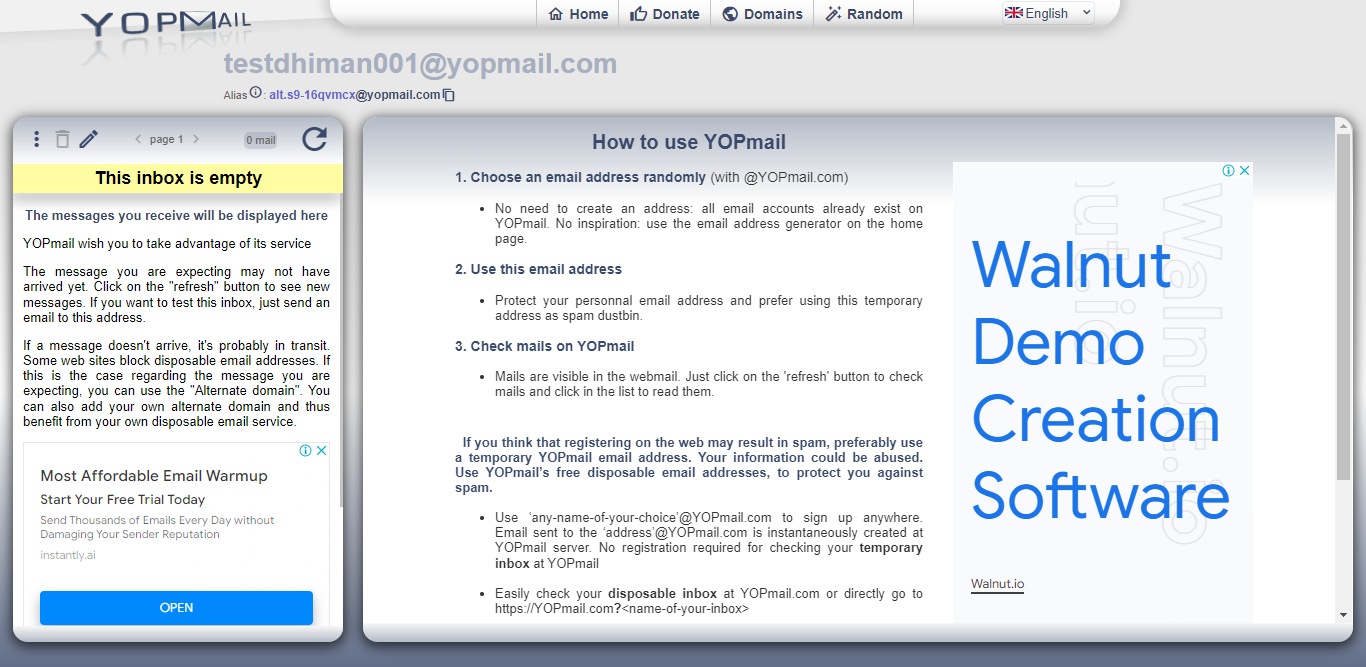 YOPMAIL
Home
Donate
Domains
Random
English
testdhiman001@yopmail.com
Alias : alt.s9-16qvmcx@yopmail.com
page 1
0 mail
This inbox is empty
The messages you receive will be displayed here
YOPmail wish you to take advantage of its service
The message you are expecting may not have
arrived yet. Click on the "refresh" button to see new
messages. If you want to test this inbox, just send an
email to this address.
If a message doesn't arrive, it's probably in transit.
Some web sites block disposable email addresses. If
this is the case regarding the message you are
expecting, you can use the "Alternate domain". You
can also add your own alternate domain and thus
benefit from your own disposable email service.
Most Affordable Email Warmup
Start Your Free Trial Today
Send Thousands of Emails Every Day without
Damaging Your Sender Reputation
instantly.ai
OPEN
How to use YOPmail
1. Choose an email address randomly (with @YOPmail.com)
• No need to create an address: all email accounts already exist on
YOPmail. No inspiration: use the email address generator on the home
page.
2. Use this email address
• Protect your personnal email address and prefer using this temporary
address as spam dustbin.
3. Check mails on YOPmail
• Mails are visible in the webmail. Just click on the 'refresh' button to check
mails and click in the list to read them.
If you think that registering on the web may result in spam, preferably use
a temporary YOPmail email address. Your information could be abused.
Use YOPmail's free disposable email addresses, to protect you against
spam.
• Use 'any-name-of-your-choice'@YOPmail.com to sign up anywhere.
Email sent to the 'address'@YOPmail.com is instantaneously created at
YOPmail server. No registration required for checking your temporary
inbox at YOPmail
• Easily check your disposable inbox at YOPmail.com or directly go to
https://YOPmail.com?<name-of-your-inbox>
Walnut
Demo
Creation
Software
Walnut.io
Walnut.io
ut.io